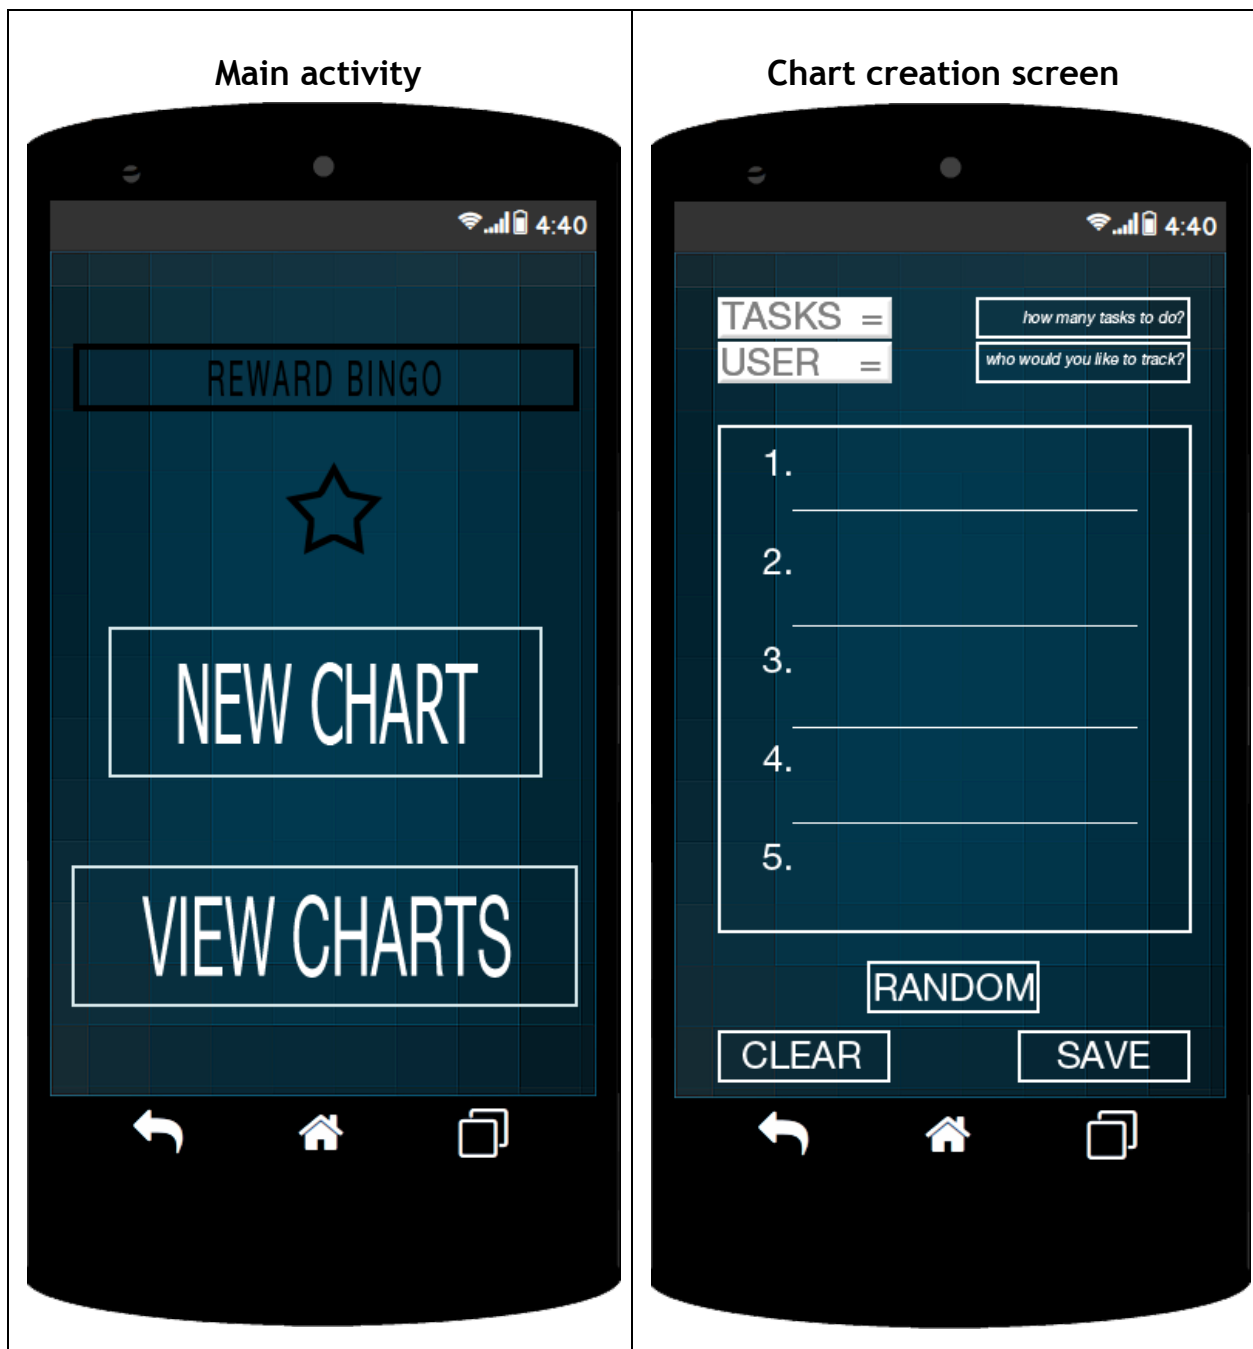 Main activity
4:40
REWARD BINGO
NEW CHART
VIEW CHARTS
Chart creation screen
4:40
TASKS = how many tasks to do?
USER = who would you like to track?
1.
2.
3.
4.
5.
RANDOM
CLEAR SAVE